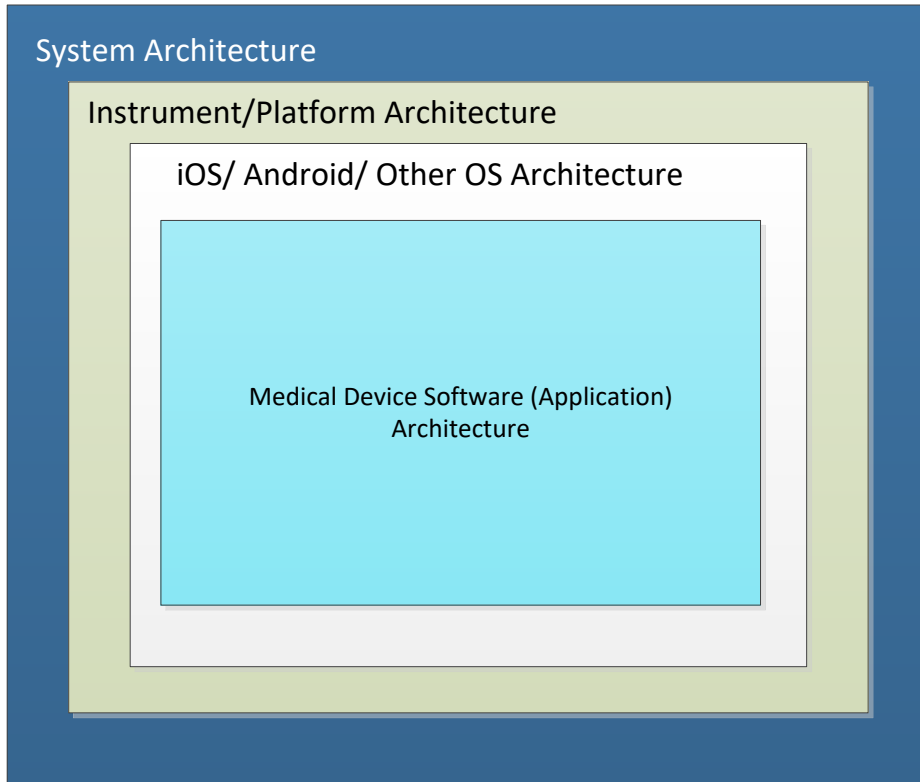 System Architecture
Instrument/Platform Architecture
iOS/ Android/ Other OS Architecture
Medical Device Software (Application)
Architecture